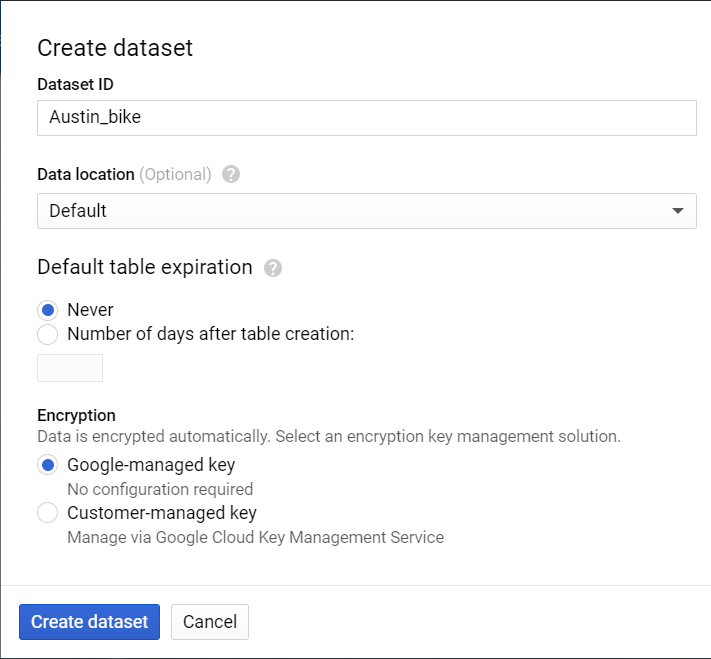 Create dataset
Dataset ID
Austin_bike
Data location (Optional) ?
Default
Default table expiration ?
Never
Number of days after table creation:
Encryption
Data is encrypted automatically. Select an encryption key management solution.
Google-managed key
No configuration required
Customer-managed key
Manage via Google Cloud Key Management Service
Create dataset Cancel